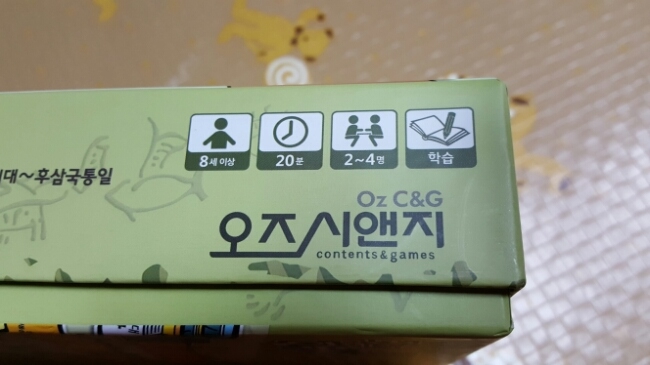 8세이상
20분
2~4명
학습
대~후삼국통일
Oz C&G
오즈시앤지
contents&games